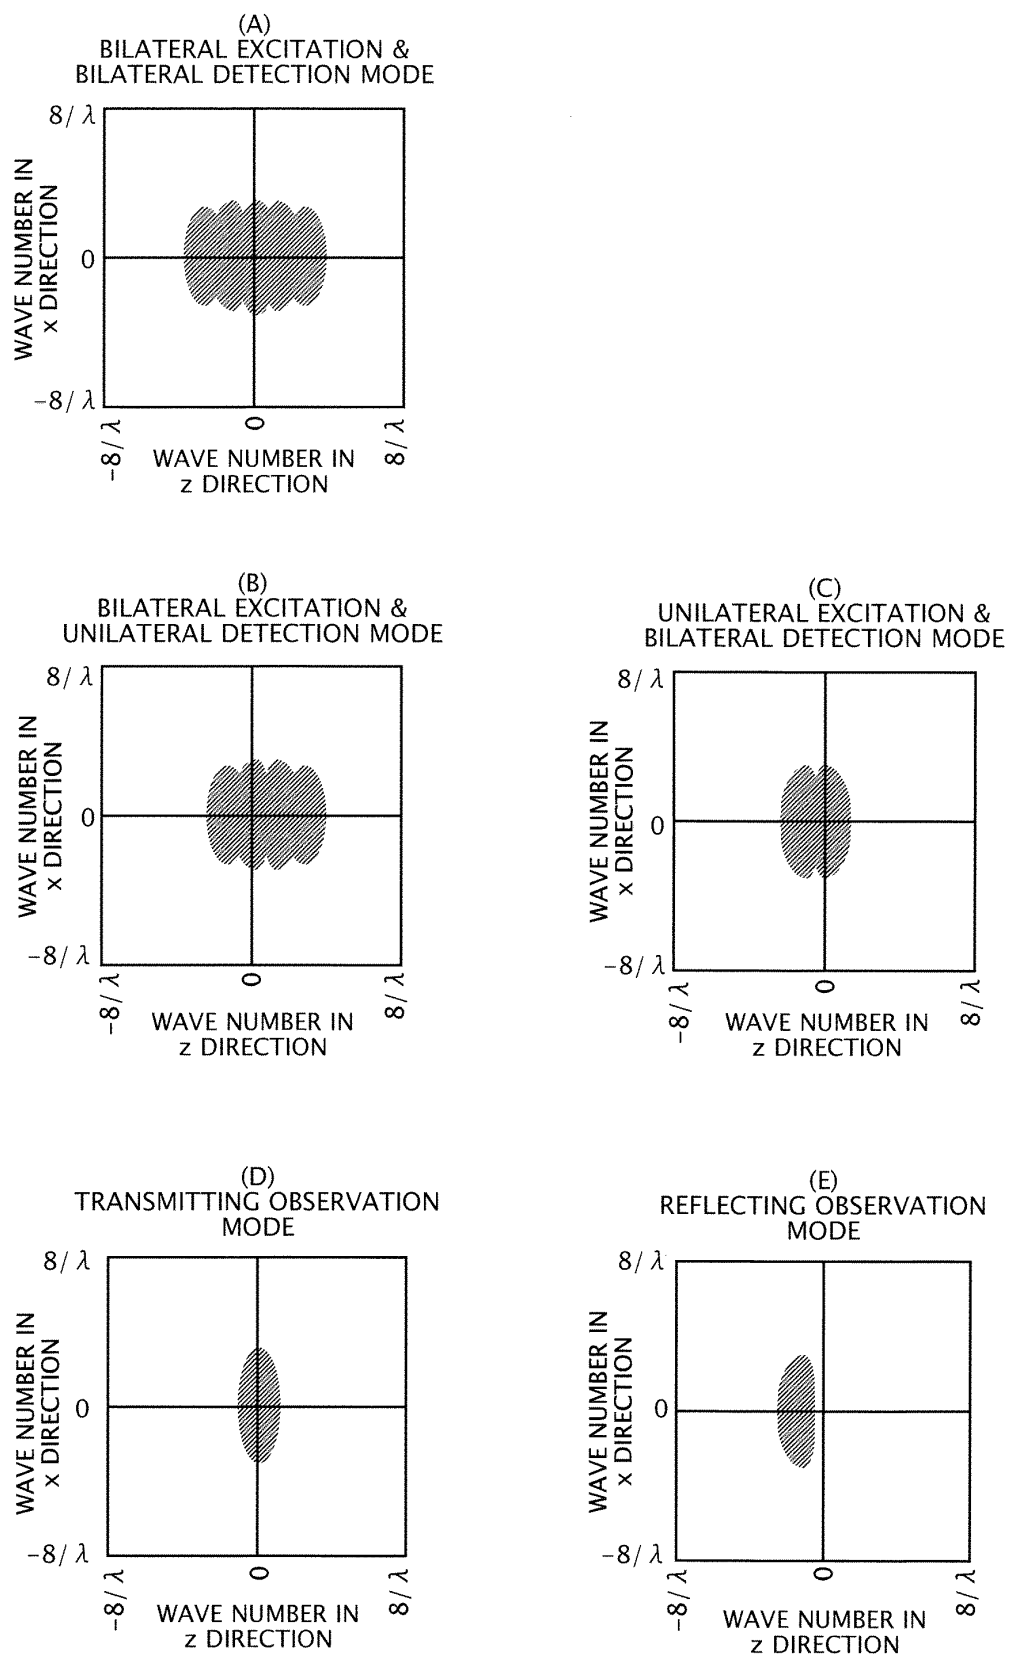 (A)
BILATERAL EXCITATION &
BILATERAL DETECTION MODE
8/ λ
WAVE NUMBER IN
x DIRECTION
0
-8/ λ
-8/ λ
0
8/ λ
WAVE NUMBER IN
z DIRECTION
(B)
BILATERAL EXCITATION &
UNILATERAL DETECTION MODE
8/ λ
WAVE NUMBER IN
x DIRECTION
0
-8/ λ
-8/ λ
0
8/ λ
WAVE NUMBER IN
z DIRECTION
(C)
UNILATERAL EXCITATION &
BILATERAL DETECTION MODE
8/ λ
WAVE NUMBER IN
x DIRECTION
0
-8/ λ
-8/ λ
0
8/ λ
WAVE NUMBER IN
z DIRECTION
(D)
TRANSMITTING OBSERVATION
MODE
8/ λ
WAVE NUMBER IN
x DIRECTION
0
-8/ λ
-8/ λ
0
8/ λ
WAVE NUMBER IN
z DIRECTION
(E)
REFLECTING OBSERVATION
MODE
8/ λ
WAVE NUMBER IN
x DIRECTION
0
-8/ λ
-8/ λ
0
8/ λ
WAVE NUMBER IN
z DIRECTION